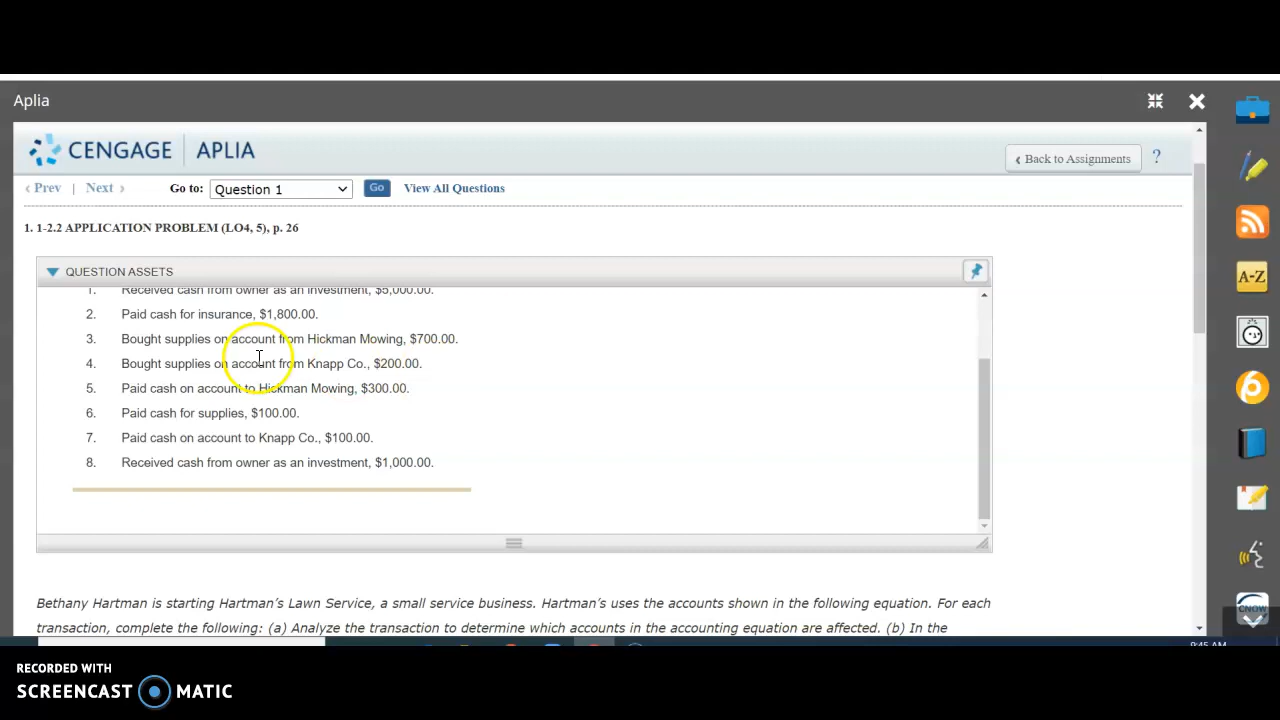 Aplia
CENGAGE APLIA
‹ Back to Assignments ?
‹ Prev | Next › Go to: Question 1 Go View All Questions
1. 1-2.2 APPLICATION PROBLEM (LO4, 5), p. 26
QUESTION ASSETS
1. Received cash from owner as an investment, $5,000.00.
2. Paid cash for insurance, $1,800.00.
3. Bought supplies on account from Hickman Mowing, $700.00.
4. Bought supplies on account from Knapp Co., $200.00.
5. Paid cash on account to Hickman Mowing, $300.00.
6. Paid cash for supplies, $100.00.
7. Paid cash on account to Knapp Co., $100.00.
8. Received cash from owner as an investment, $1,000.00.
Bethany Hartman is starting Hartman's Lawn Service, a small service business. Hartman's uses the accounts shown in the following equation. For each
transaction, complete the following: (a) Analyze the transaction to determine which accounts in the accounting equation are affected. (b) In the
A-Z
CNOW
9:45 AM
RECORDED WITH
SCREENCAST MATIC